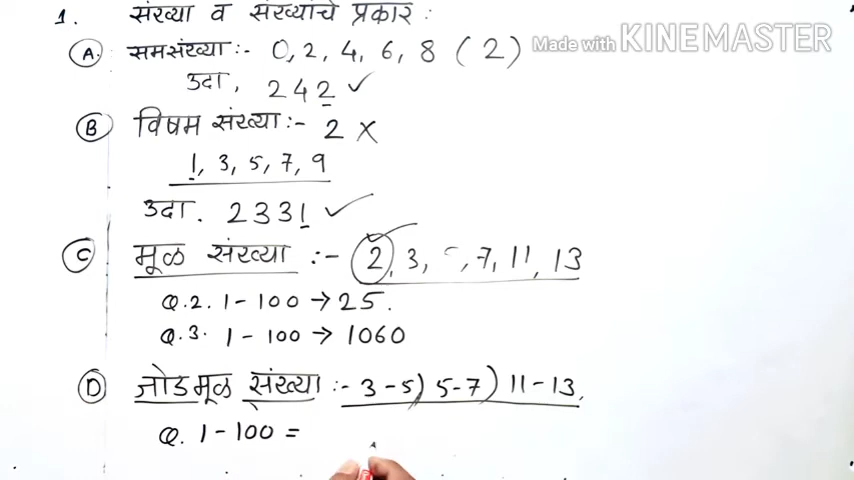 1. संख्या व संख्यांचे प्रकार :
Made with KINEMASTER
A समसंख्या :- 0, 2, 4, 6, 8 (2)
उदा. 242 ✓
B विषम संख्या :- 2 X
1, 3, 5, 7, 9
उदा. 2331 ✓
C मूळ संख्या :- 2, 3, 5, 7, 11, 13
Q.2. 1 - 100 → 25.
Q.3. 1 - 100 → 1060
D जोडमूळ संख्या :- 3-5) 5-7) 11-13.
Q. 1 - 100 =